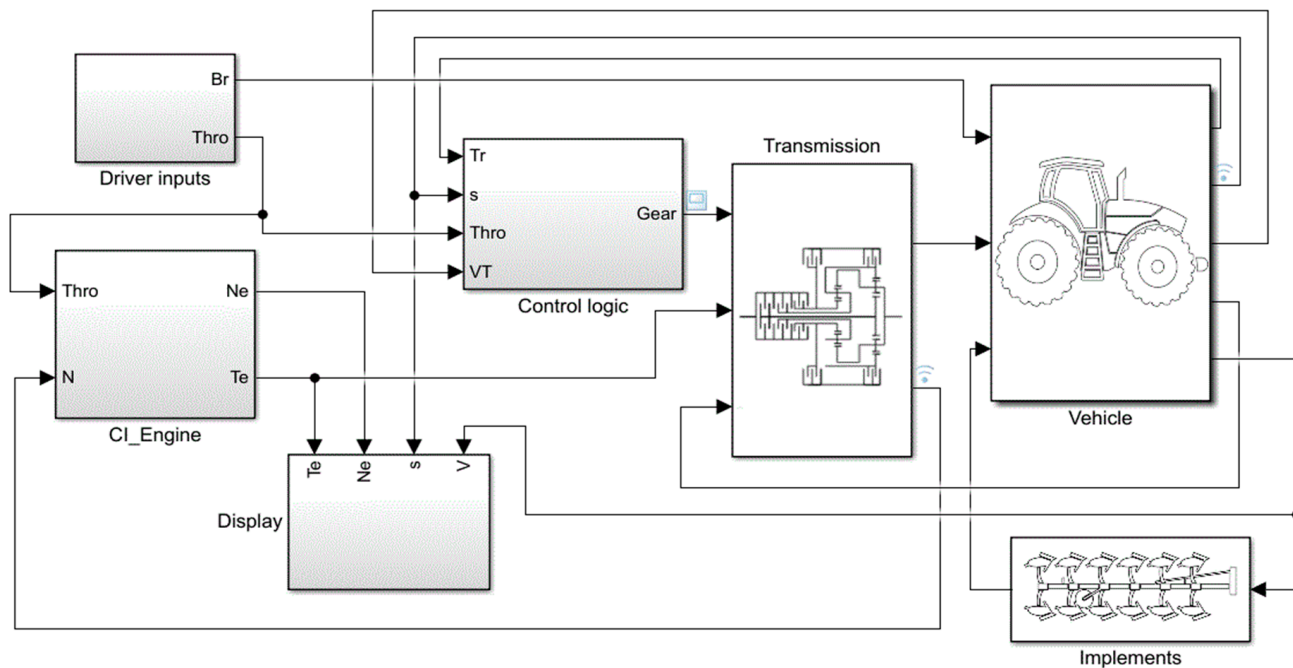 Br
Thro
Driver inputs
Tr
s
Thro
VT
Gear
Control logic
Transmission
Vehicle
Thro
N
Ne
Te
CI_Engine
Te
Ne
s
V
Display
Implements